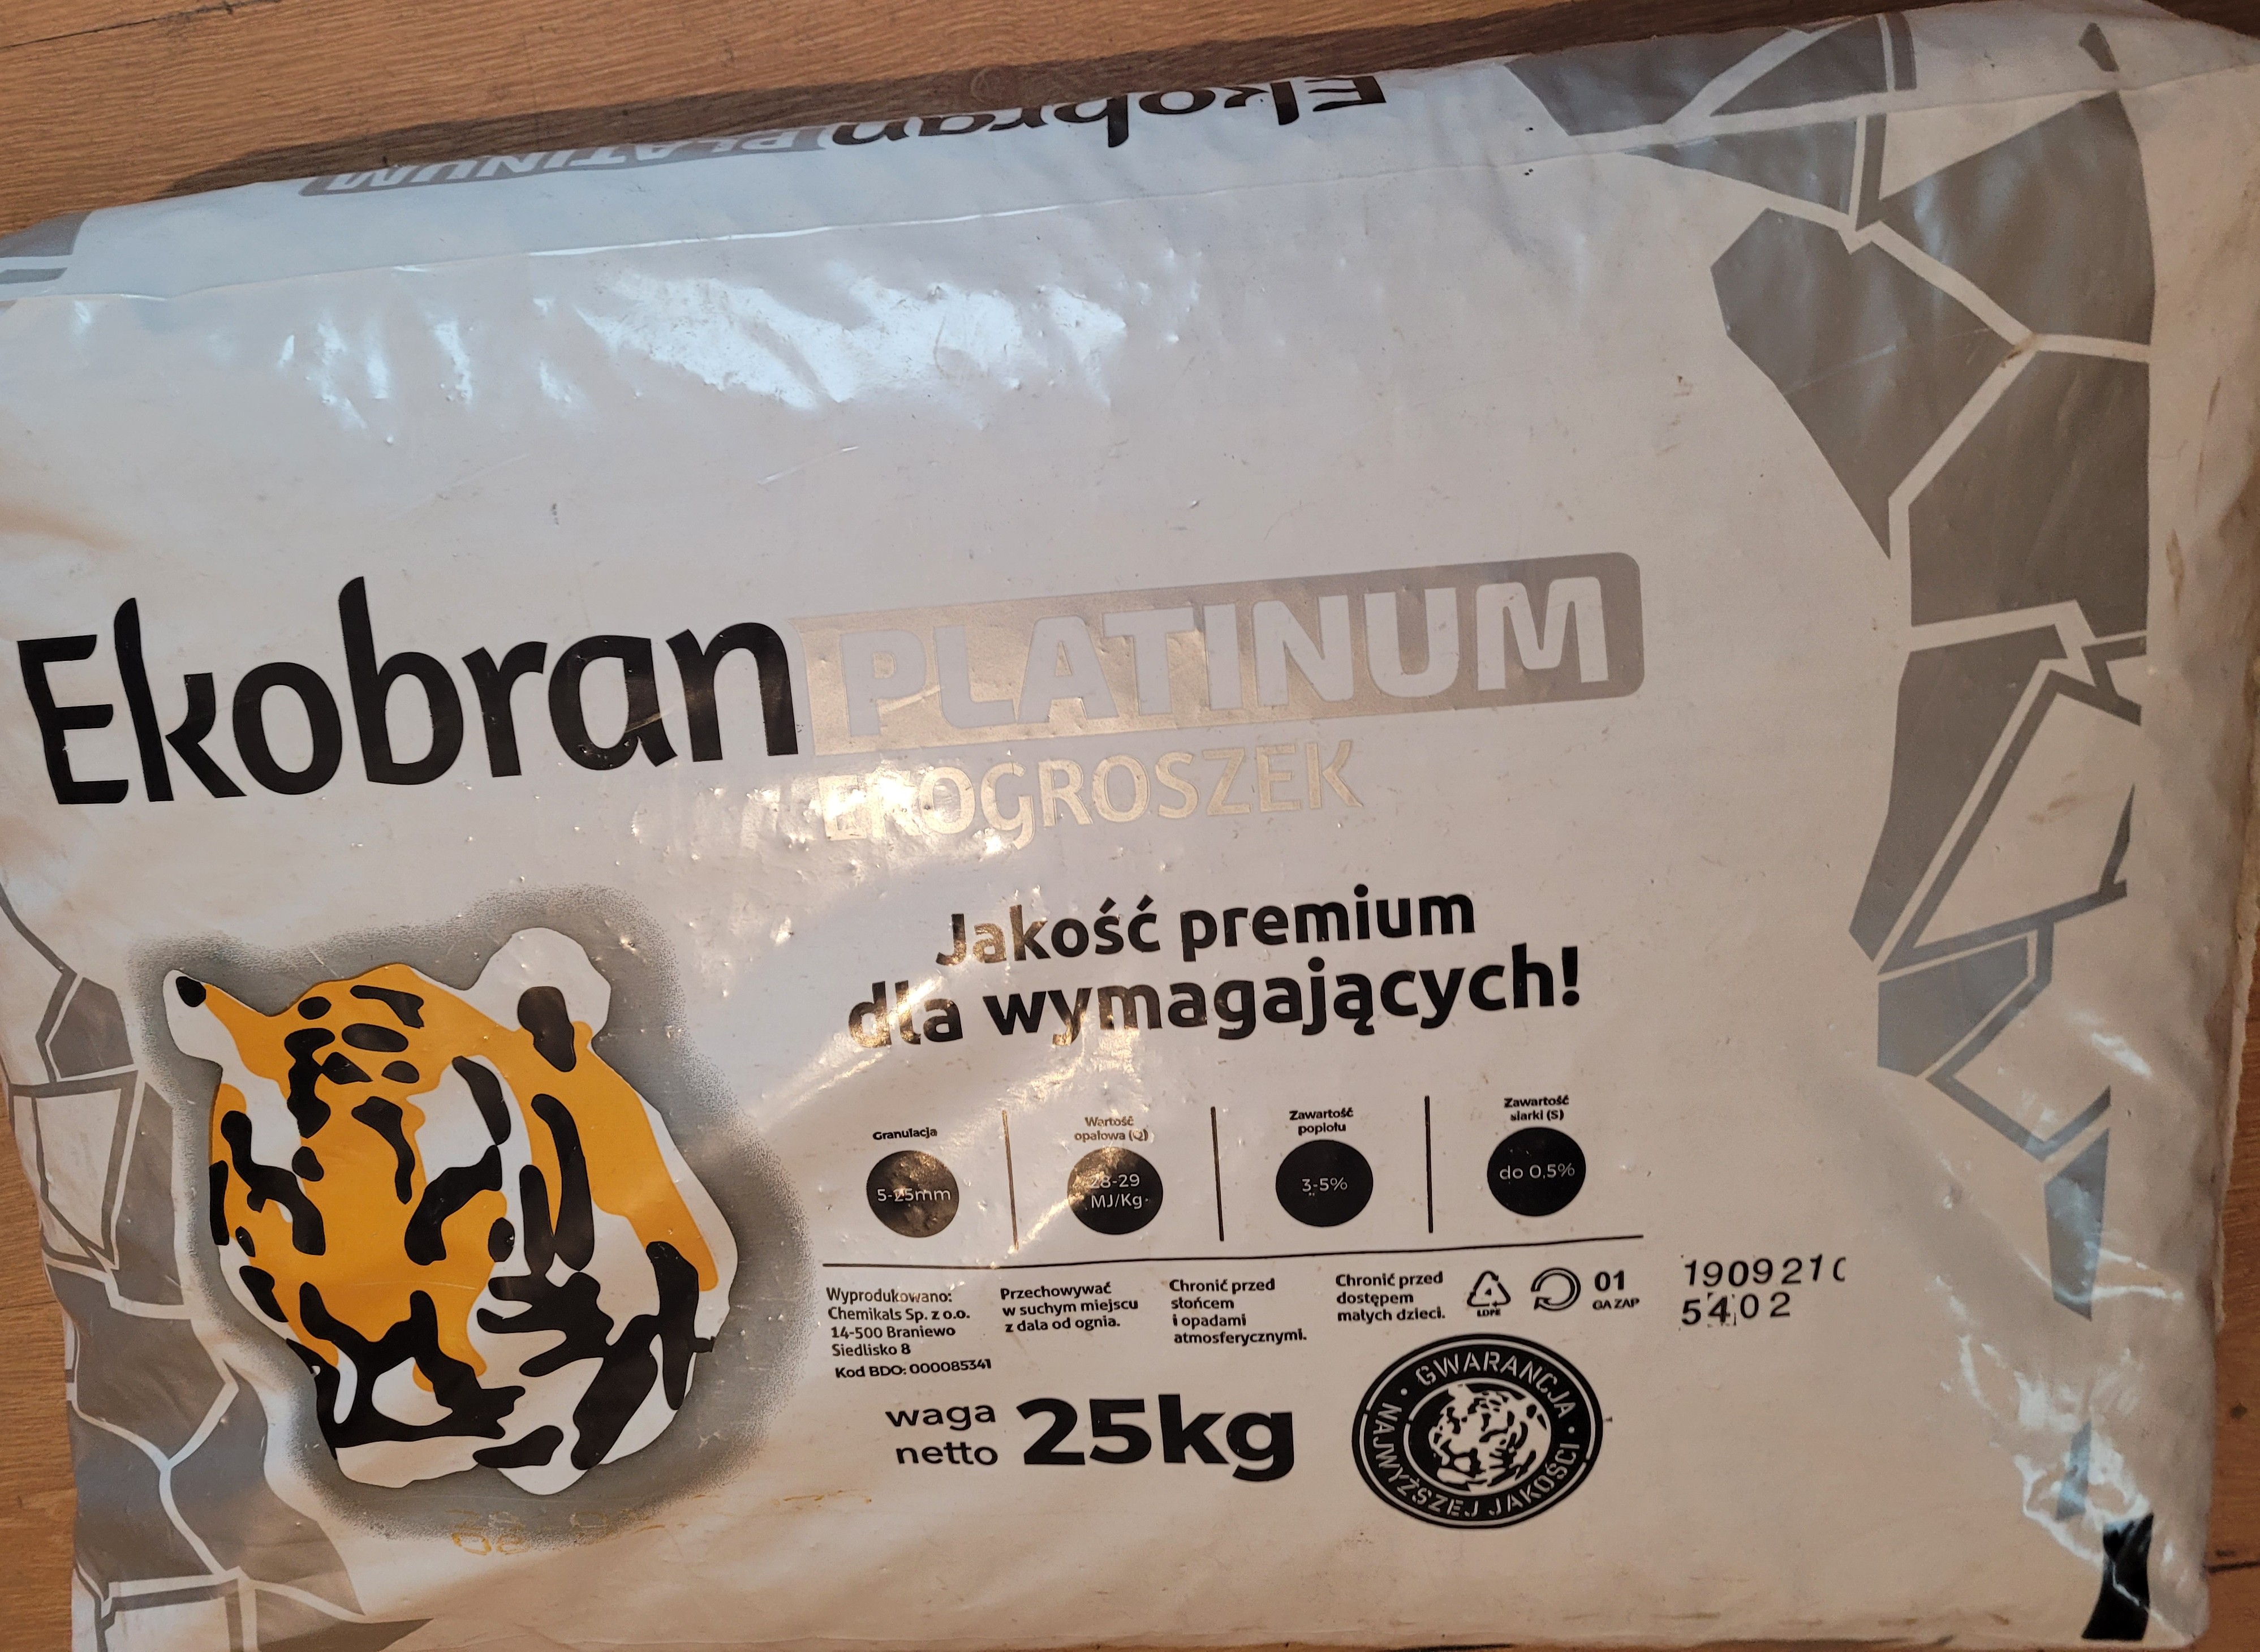 Ekobran PLATINUM
Ekobran PLATINUM
EKOGROSZEK
Jakość premium
dla wymagających!
Granulacja
5-25mm
Wartość
opałowa (Q)
28-29
MJ/Kg
Zawartość
popiołu
3-5%
Zawartość
siarki (S)
do 0,5%
Wyprodukowano:
Chemikals Sp. z o.o.
14-500 Braniewo
Siedlisko 8
Kod BDO: 000085341
Przechowywać
w suchym miejscu
z dala od ognia.
Chronić przed
słońcem
i opadami
atmosferycznymi.
Chronić przed
dostępem
małych dzieci.
LDPE
01
GA ZAP
190921
5402
waga
netto
25kg
GWARANCJA
NAJWYŻSZEJ JAKOŚCI